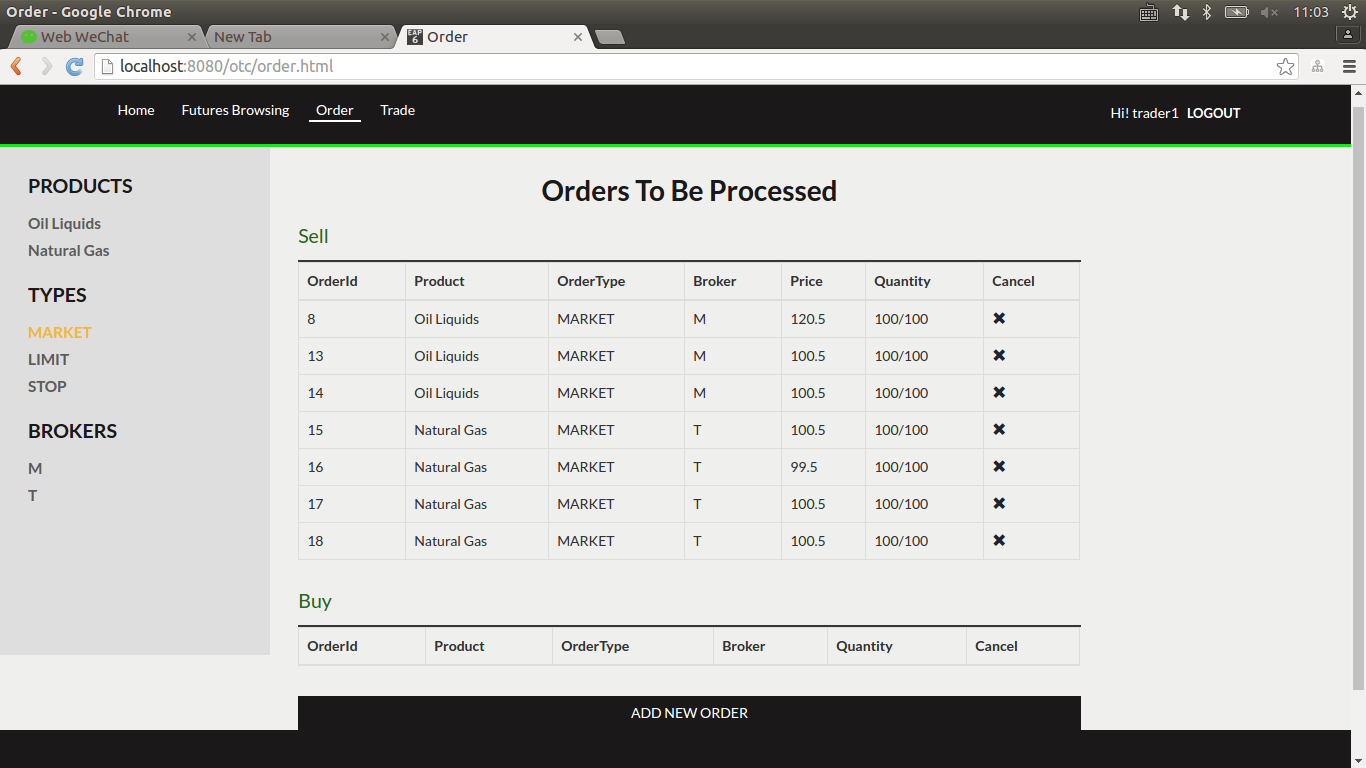 Order - Google Chrome 11:03
Web WeChat New Tab EAP 6 Order
localhost:8080/otc/order.html
Home Futures Browsing Order Trade Hi! trader1 LOGOUT
PRODUCTS
Oil Liquids
Natural Gas
TYPES
MARKET
LIMIT
STOP
BROKERS
M
T
Orders To Be Processed
Sell
OrderId Product OrderType Broker Price Quantity Cancel
8 Oil Liquids MARKET M 120.5 100/100 ✖
13 Oil Liquids MARKET M 100.5 100/100 ✖
14 Oil Liquids MARKET M 100.5 100/100 ✖
15 Natural Gas MARKET T 100.5 100/100 ✖
16 Natural Gas MARKET T 99.5 100/100 ✖
17 Natural Gas MARKET T 100.5 100/100 ✖
18 Natural Gas MARKET T 100.5 100/100 ✖
Buy
OrderId Product OrderType Broker Quantity Cancel
ADD NEW ORDER